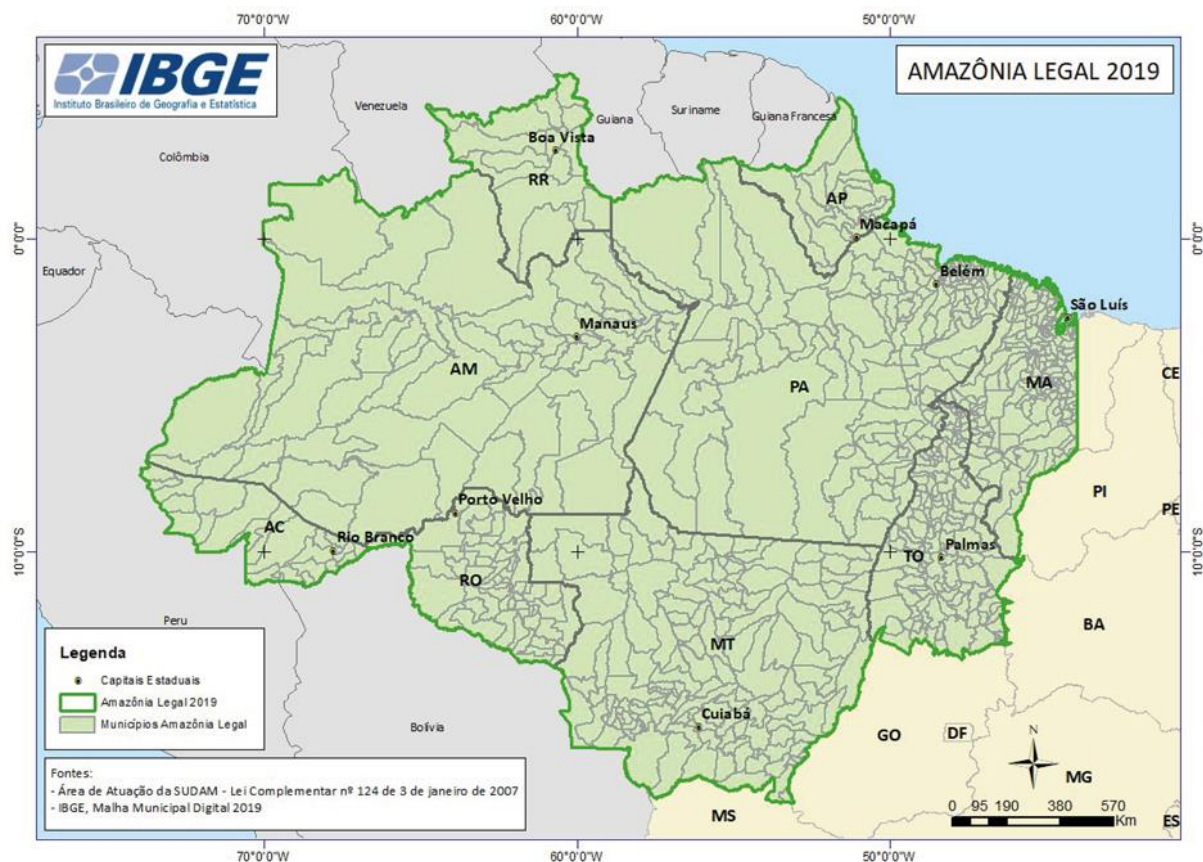 70°0'0"W 60°0'0"W 50°0'0"W
IBGE
Instituto Brasileiro de Geografia e Estatística
AMAZÔNIA LEGAL 2019
Venezuela
Guiana
Suriname
Guiana Francesa
Colômbia
Boa Vista
RR
AP
Macapá
0°0'0"
0°0'0"
Equador
Belém
São Luís
Manaus
AM
PA
MA
CE
Porto Velho
PI
PE
AC
Rio Branco
10°0'0"S
10°0'0"S
RO
TO
Palmas
Peru
BA
MT
Legenda
Capitais Estaduais
Amazônia Legal 2019
Municípios Amazônia Legal
Bolívia
Cuiabá
GO
DF
N
MG
MS
ES
0 95 190 380 570
Km
Fontes:
- Área de Atuação da SUDAM - Lei Complementar nº 124 de 3 de janeiro de 2007
- IBGE, Malha Municipal Digital 2019
70°0'0"W 60°0'0"W 50°0'0"W